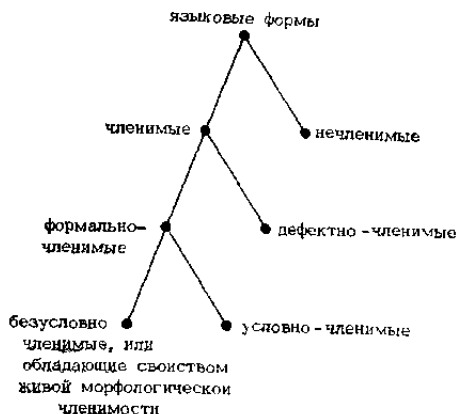 языковые формы
членимые
нечленимые
формально-
членимые
дефектно-членимые
безусловно
членимые, или
обладающие свойством
живой морфологической
членимости
условно-членимые